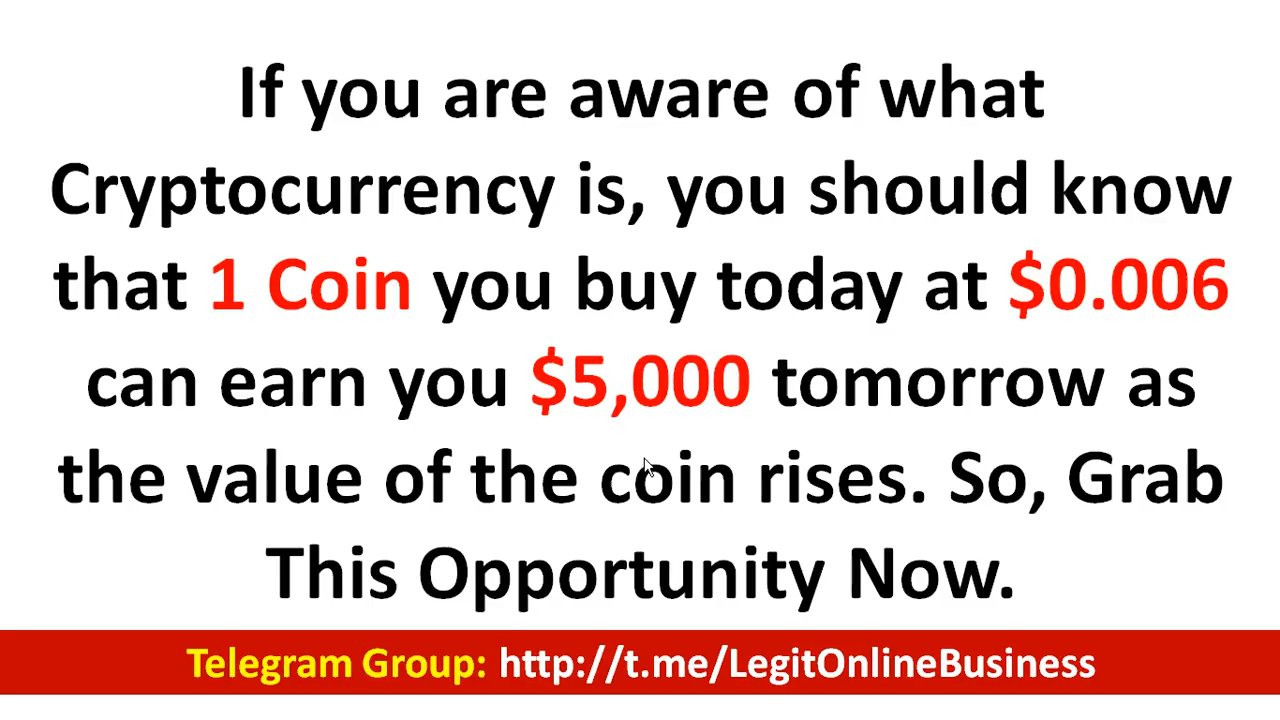 If you are aware of what
Cryptocurrency is, you should know
that 1 Coin you buy today at $0.006
can earn you $5,000 tomorrow as
the value of the coin rises. So, Grab
This Opportunity Now.
Telegram Group: http://t.me/LegitOnlineBusiness